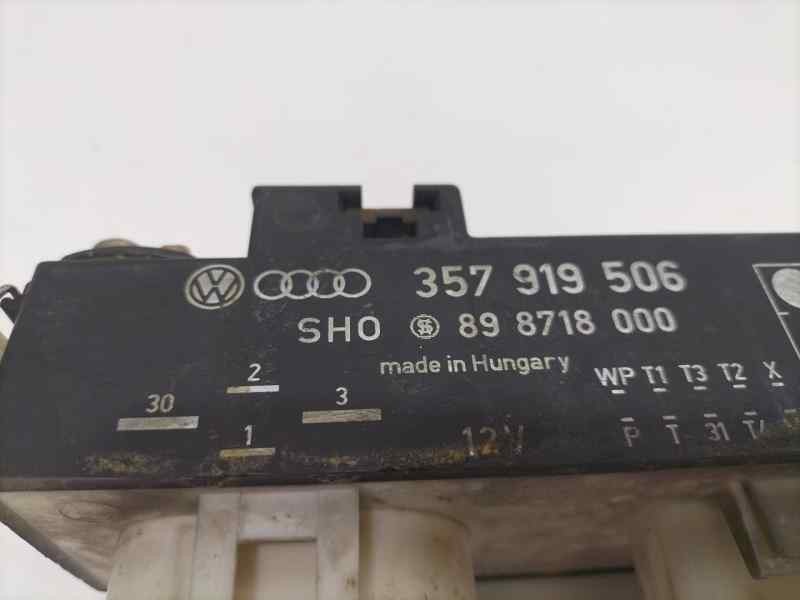 357 919 506
SHO 89 8718 000
made in Hungary
WP T1 T3 T2 X
P T 31 T4
2
30 3
1
12V